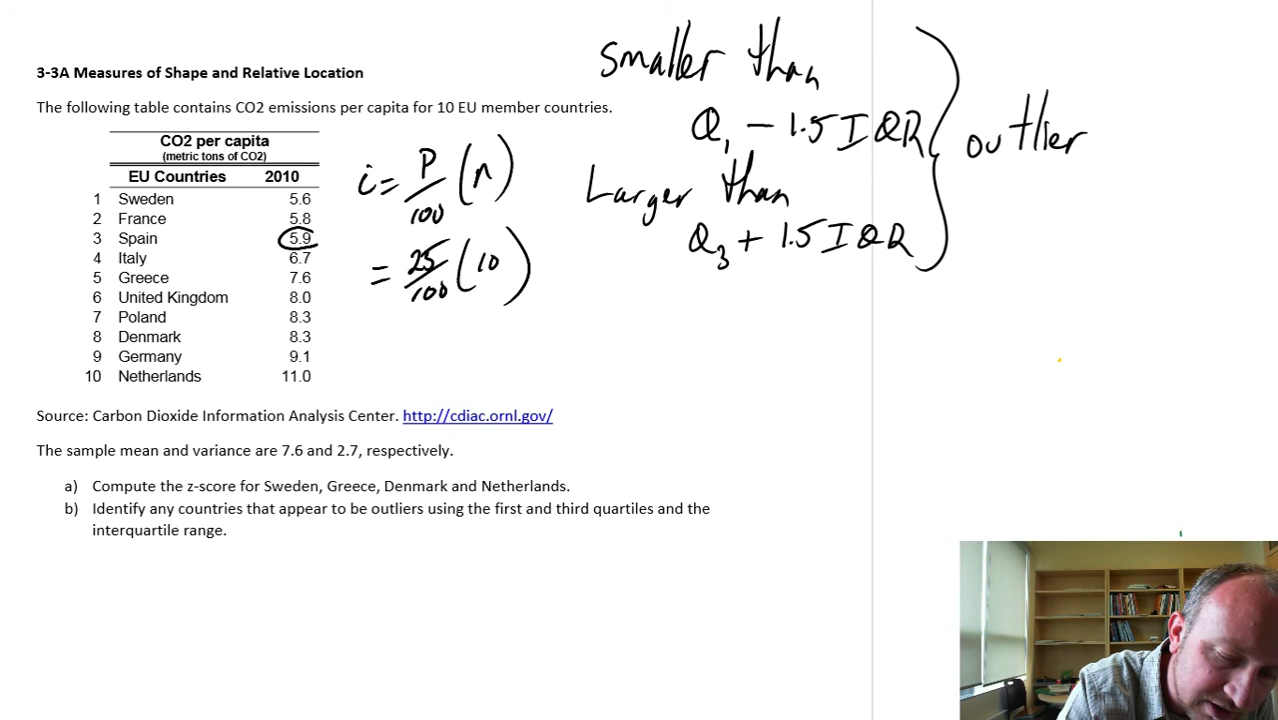 3-3A Measures of Shape and Relative Location
The following table contains CO2 emissions per capita for 10 EU member countries.
CO2 per capita
(metric tons of CO2)
EU Countries 2010
1 Sweden 5.6
2 France 5.8
3 Spain 5.9
4 Italy 6.7
5 Greece 7.6
6 United Kingdom 8.0
7 Poland 8.3
8 Denmark 8.3
9 Germany 9.1
10 Netherlands 11.0
i = P/100 (n)
= 25/100 (10)
Smaller than
Q1 - 1.5 IQR
Larger than
Q3 + 1.5 IQR
outlier
Source: Carbon Dioxide Information Analysis Center. http://cdiac.ornl.gov/
The sample mean and variance are 7.6 and 2.7, respectively.
a) Compute the z-score for Sweden, Greece, Denmark and Netherlands.
b) Identify any countries that appear to be outliers using the first and third quartiles and the
interquartile range.